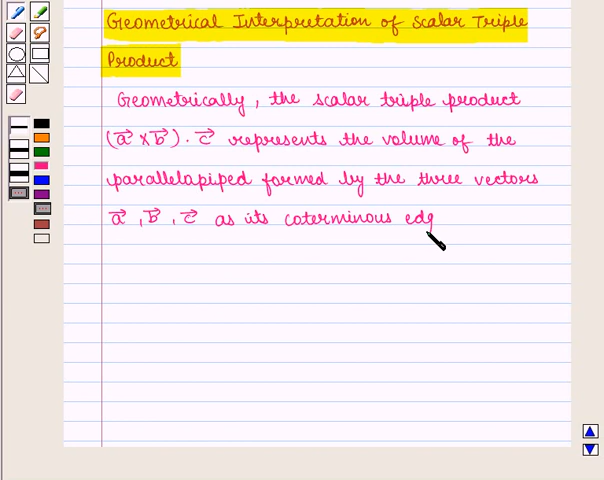 Geometrical Interpretation of Scalar Triple
Product
Geometrically, the scalar triple product
(a⃗ × b⃗) · c⃗ represents the volume of the
parallelapiped formed by the three vectors
a⃗, b⃗, c⃗ as its coterminous edg